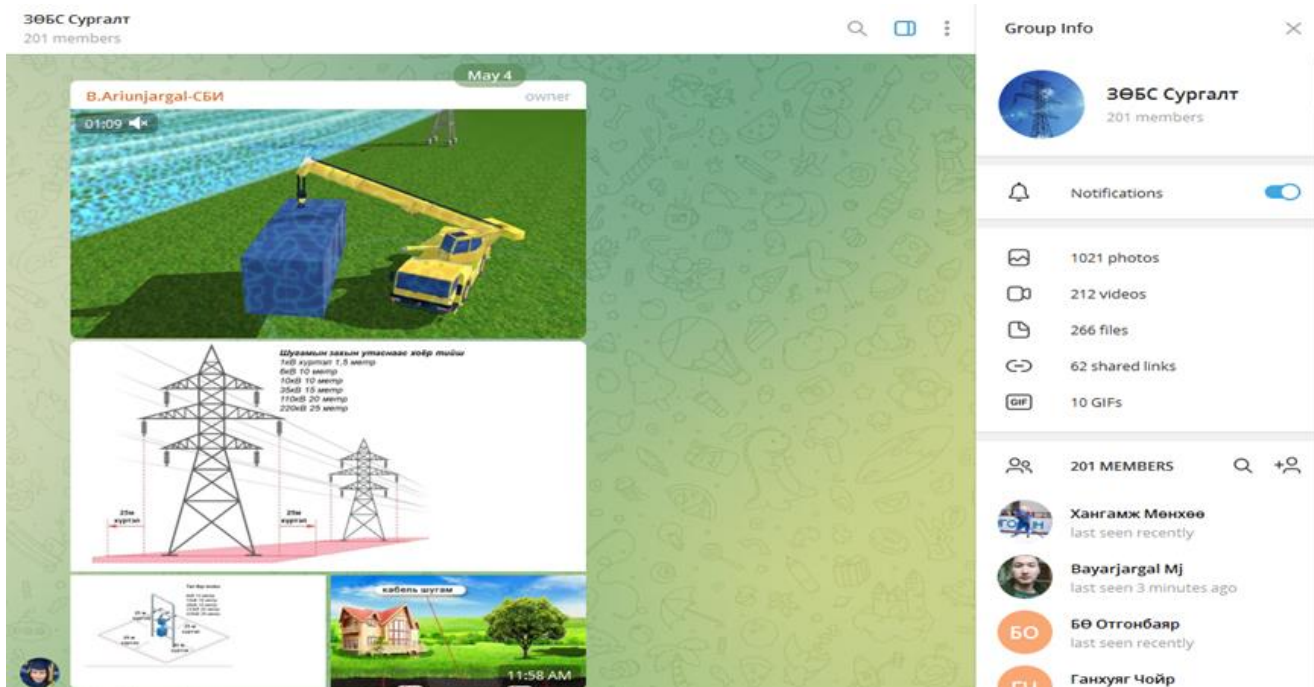 ЗӨБС Сургалт
201 members
May 4
B.Ariunjargal-СБИ
owner
01:09
Шугамын захын утаснаас хоёр тийш
1кВ хүртэл 1,5 метр
6кВ 10 метр
10кВ 10 метр
35кВ 15 метр
110кВ 20 метр
220кВ 25 метр
25м хүртэл
25м хүртэл
кабель шугам
11:58 AM
Group Info
ЗӨБС Сургалт
201 members
Notifications
1021 photos
212 videos
266 files
62 shared links
GIF
10 GIFs
201 MEMBERS
Хангамж Мөнхөө
last seen recently
Bayarjargal Mj
last seen 3 minutes ago
БО
БӨ Отгонбаяр
last seen recently
Ганхуяг Чойр